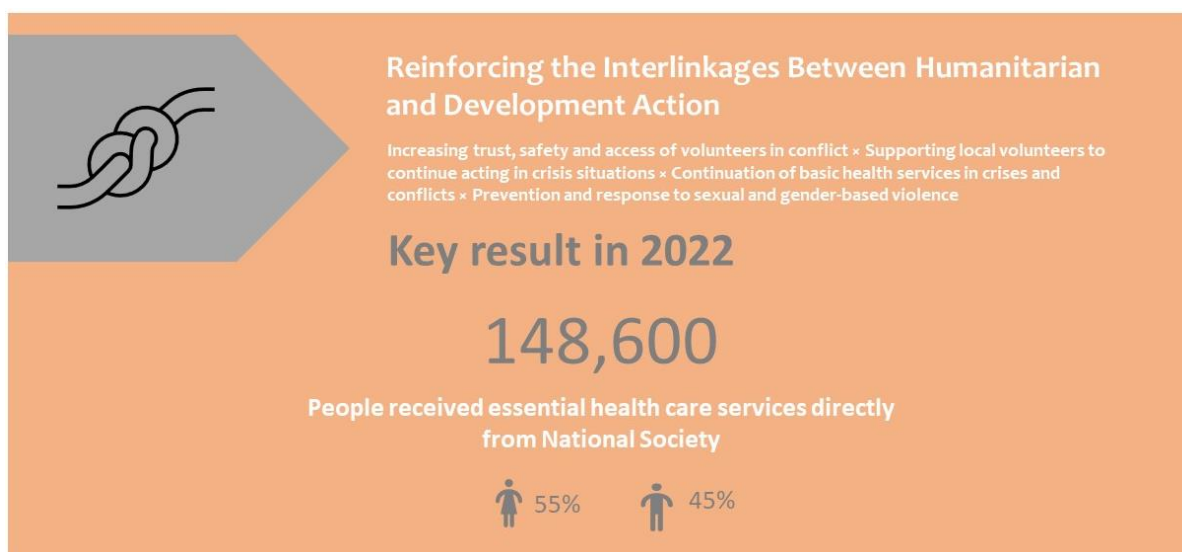 Reinforcing the Interlinkages Between Humanitarian
and Development Action
Increasing trust, safety and access of volunteers in conflict × Supporting local volunteers to
continue acting in crisis situations × Continuation of basic health services in crises and
conflicts × Prevention and response to sexual and gender-based violence
Key result in 2022
148,600
People received essential health care services directly
from National Society
55% 45%